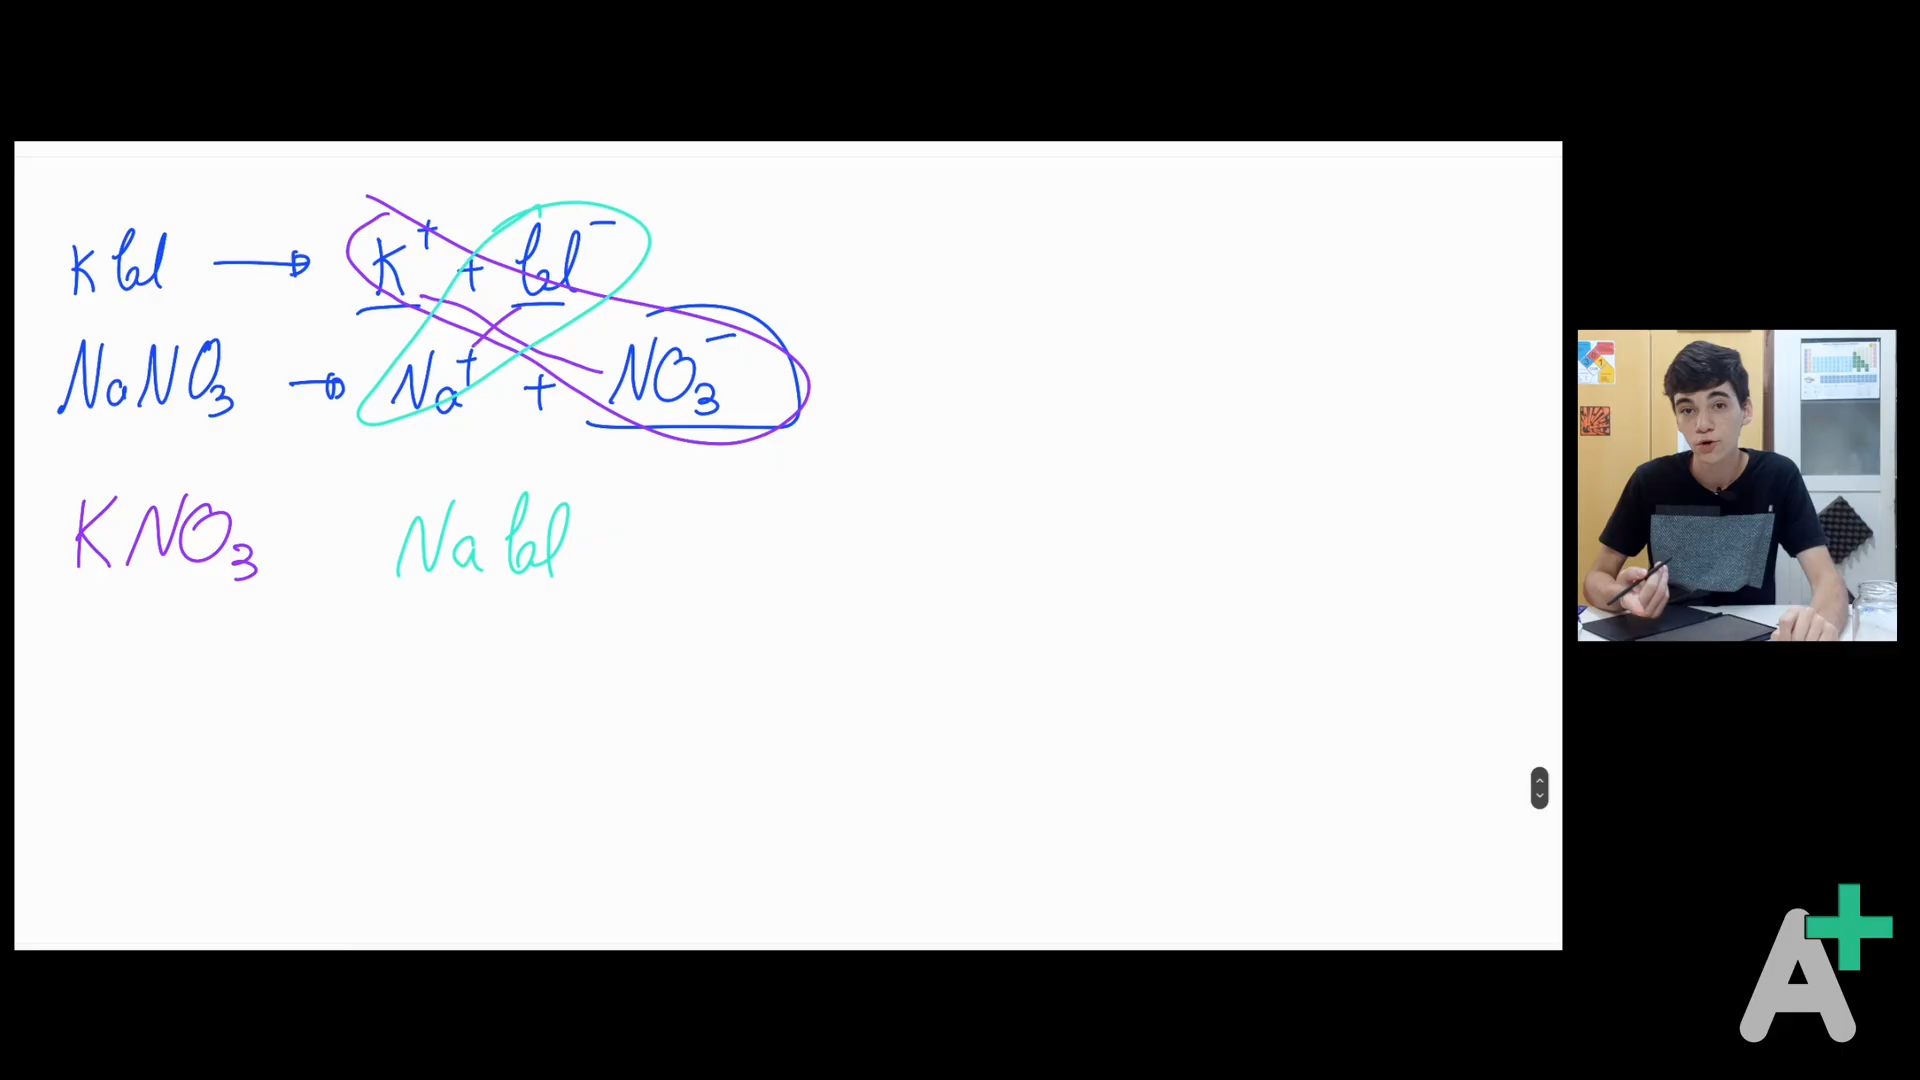 KCl → K⁺ + Cl⁻
NaNO₃ → Na⁺ + NO₃⁻
KNO₃ NaCl
A+